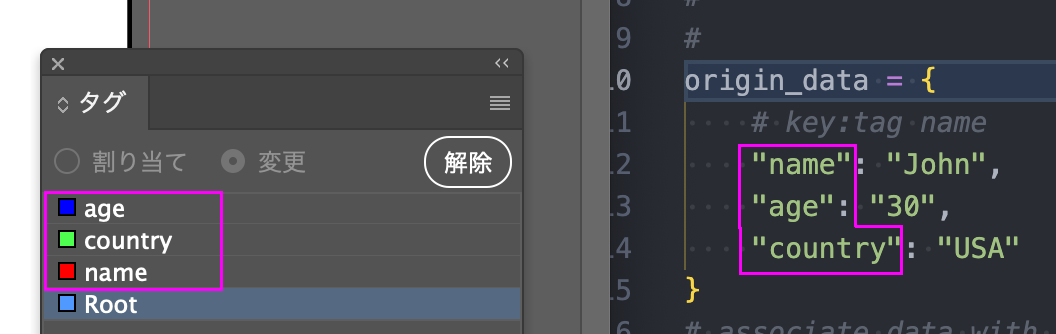 タグ
割り当て 変更 解除
age
country
name
Root
8 #
9 #
10 origin_data = {
11 # key:tag name
12 "name": "John",
13 "age": "30",
14 "country": "USA"
15 }
16 # associate data with